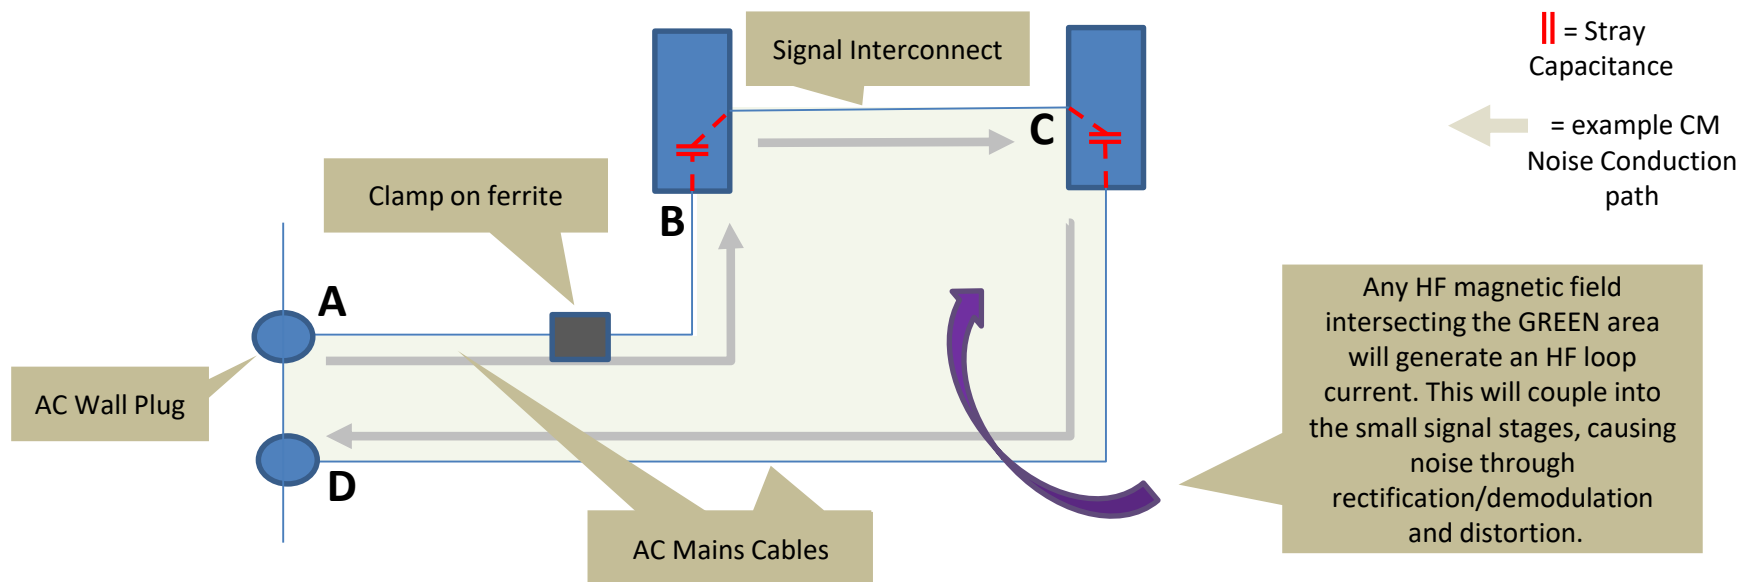 Signal Interconnect
= Stray
Capacitance
= example CM
Noise Conduction
path
C
Clamp on ferrite
B
A
AC Wall Plug
D
AC Mains Cables
Any HF magnetic field
intersecting the GREEN area
will generate an HF loop
current. This will couple into
the small signal stages, causing
noise through
rectification/demodulation
and distortion.